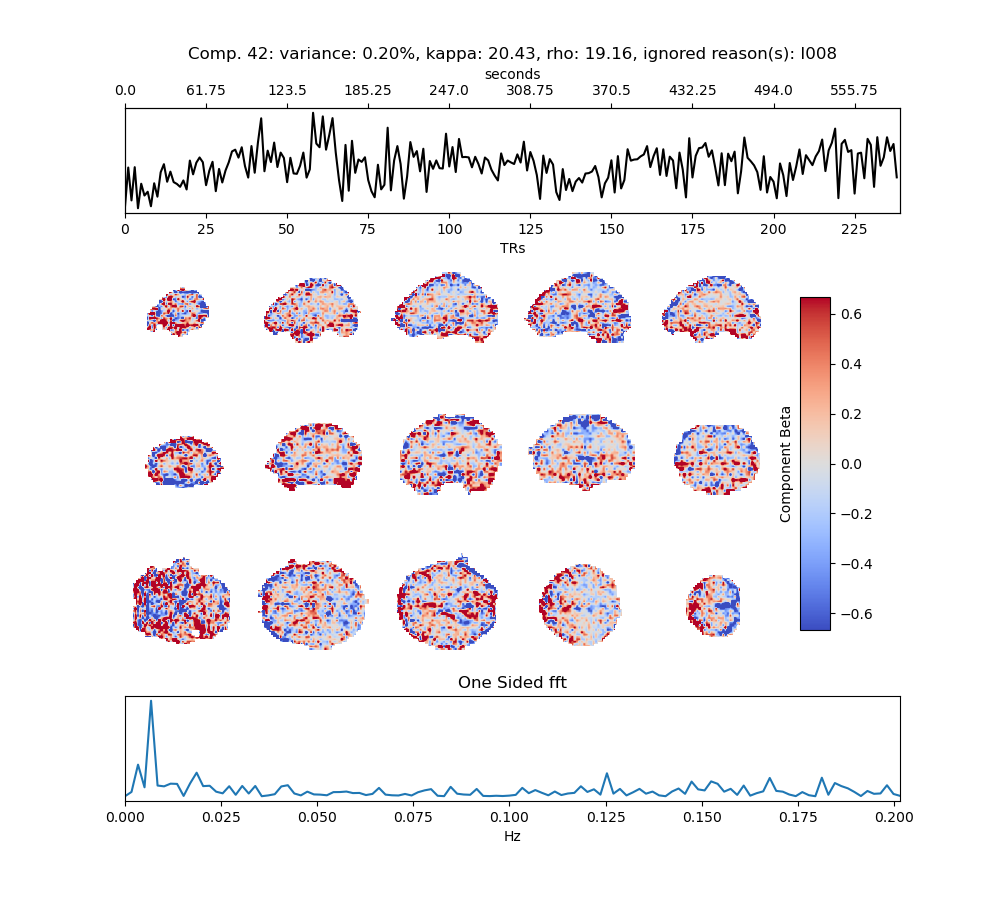 Comp. 42: variance: 0.20%, kappa: 20.43, rho: 19.16, ignored reason(s): I008
seconds
0.0 61.75 123.5 185.25 247.0 308.75 370.5 432.25 494.0 555.75
0 25 50 75 100 125 150 175 200 225
TRs
0.6
0.4
0.2
0.0
−0.2
−0.4
−0.6
Component Beta
One Sided fft
0.000 0.025 0.050 0.075 0.100 0.125 0.150 0.175 0.200
Hz